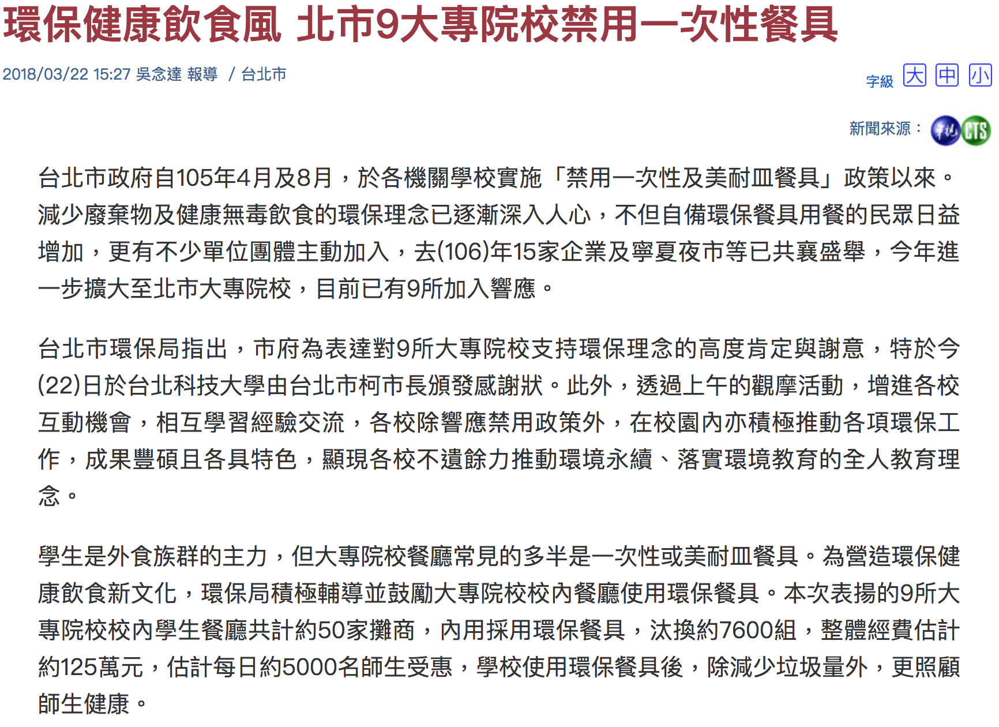 環保健康飲食風 北市9大專院校禁用一次性餐具
2018/03/22 15:27 吳念達 報導 / 台北市
字級 大 中 小
新聞來源： 華視 CTS
台北市政府自105年4月及8月，於各機關學校實施「禁用一次性及美耐皿餐具」政策以來。
減少廢棄物及健康無毒飲食的環保理念已逐漸深入人心，不但自備環保餐具用餐的民眾日益
增加，更有不少單位團體主動加入，去(106)年15家企業及寧夏夜市等已共襄盛舉，今年進
一步擴大至北市大專院校，目前已有9所加入響應。
台北市環保局指出，市府為表達對9所大專院校支持環保理念的高度肯定與謝意，特於今
(22)日於台北科技大學由台北市柯市長頒發感謝狀。此外，透過上午的觀摩活動，增進各校
互動機會，相互學習經驗交流，各校除響應禁用政策外，在校園內亦積極推動各項環保工
作，成果豐碩且各具特色，顯現各校不遺餘力推動環境永續、落實環境教育的全人教育理
念。
學生是外食族群的主力，但大專院校餐廳常見的多半是一次性或美耐皿餐具。為營造環保健
康飲食新文化，環保局積極輔導並鼓勵大專院校校內餐廳使用環保餐具。本次表揚的9所大
專院校校內學生餐廳共計約50家攤商，內用採用環保餐具，汰換約7600組，整體經費估計
約125萬元，估計每日約5000名師生受惠，學校使用環保餐具後，除減少垃圾量外，更照顧
師生健康。